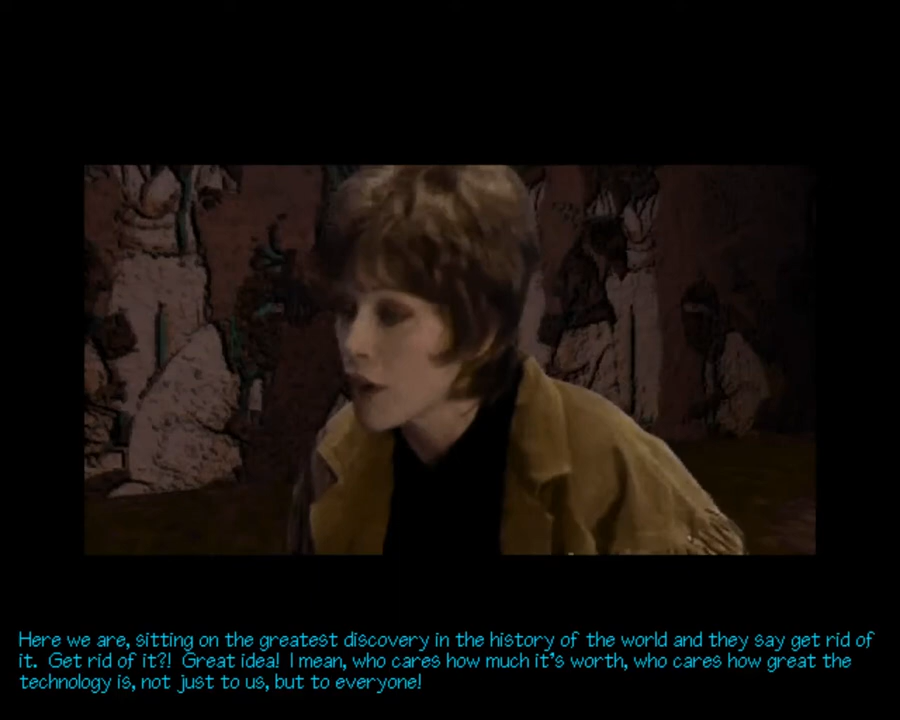 Here we are, sitting on the greatest discovery in the history of the world and they say get rid of
it.  Get rid of it?!  Great idea!  I mean, who cares how much it's worth, who cares how great the
technology is, not just to us, but to everyone!